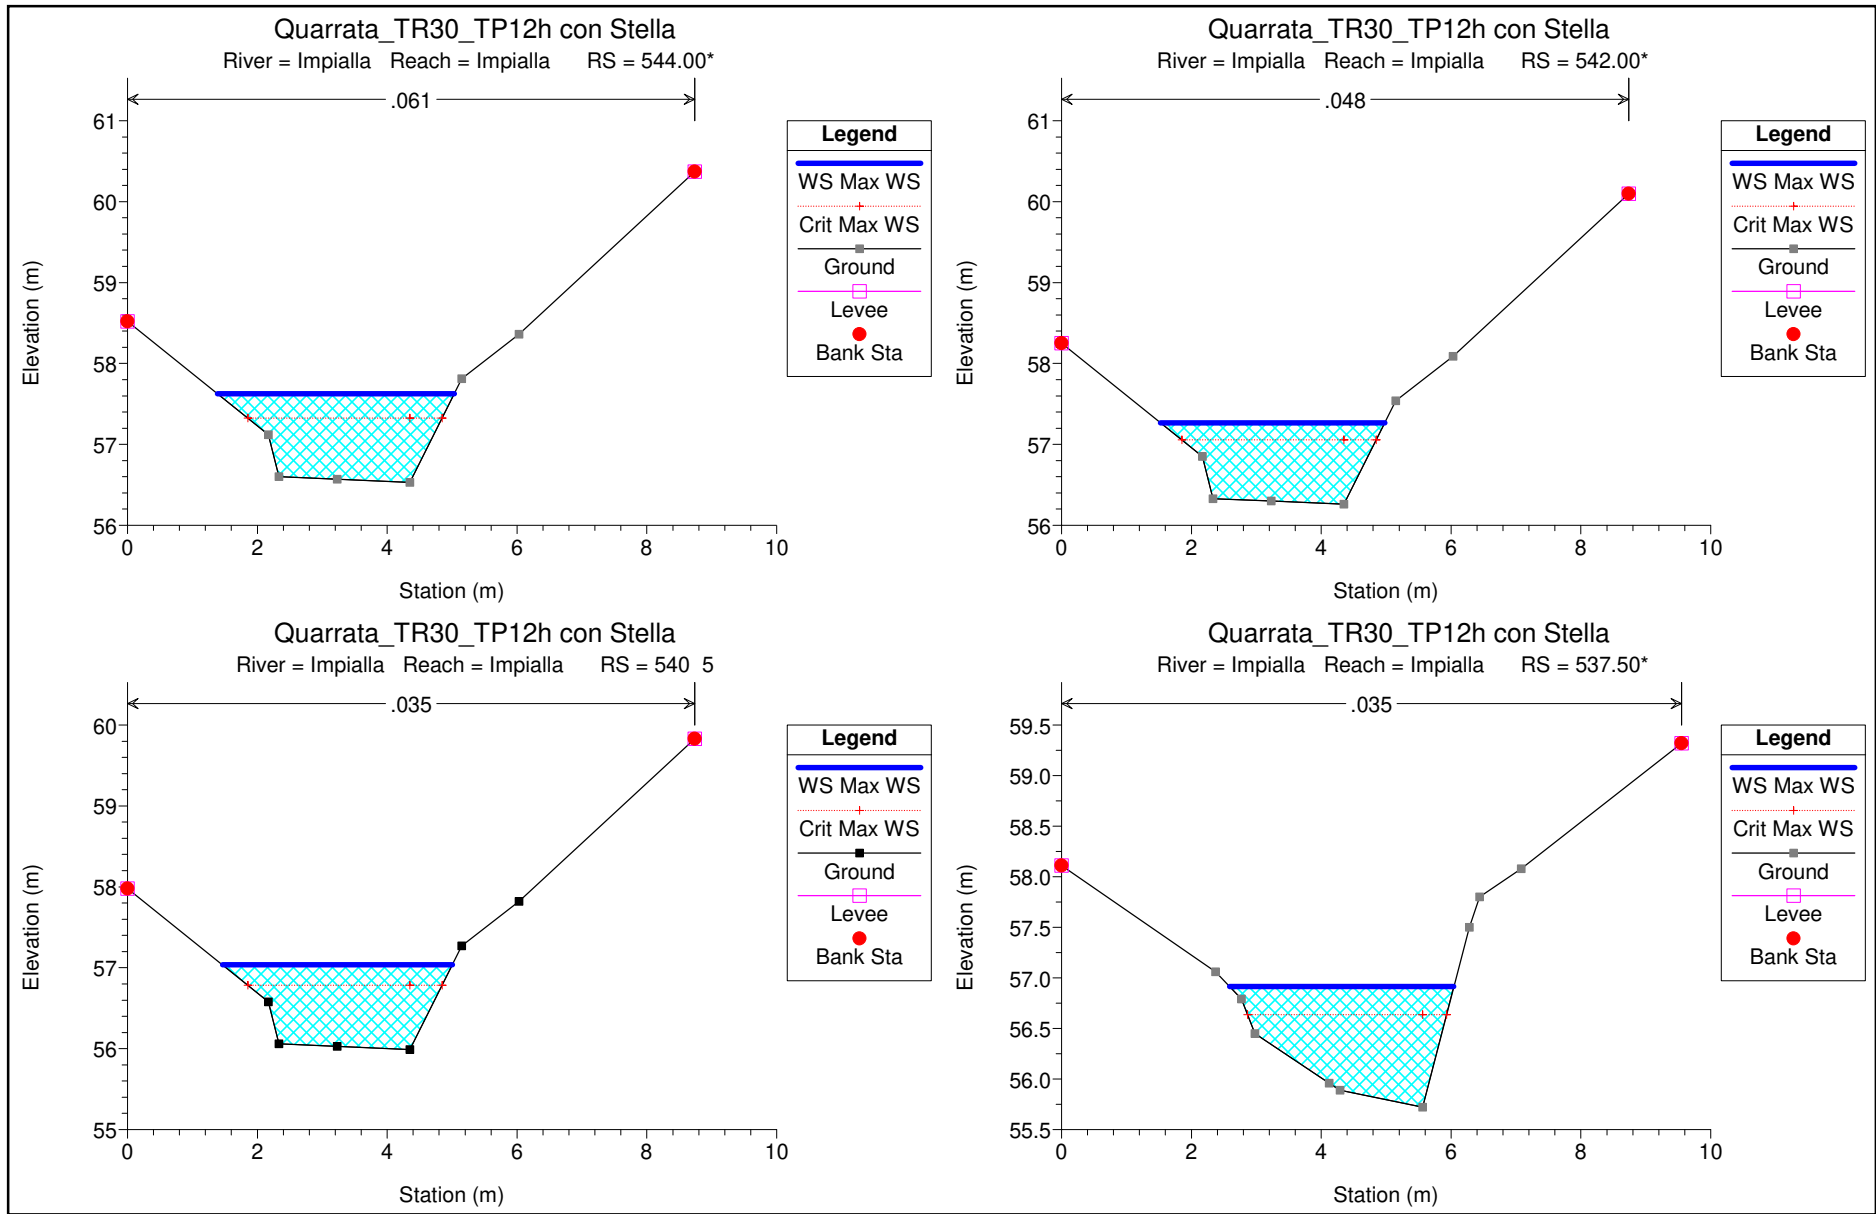 Quarrata_TR30_TP12h con Stella
River = Impialla Reach = Impialla RS = 544.00*
.061
61
60
59
58
57
56
0 2 4 6 8 10
Elevation (m)
Station (m)
Legend
WS Max WS
Crit Max WS
Ground
Levee
Bank Sta
Quarrata_TR30_TP12h con Stella
River = Impialla Reach = Impialla RS = 542.00*
.048
61
60
59
58
57
56
0 2 4 6 8 10
Elevation (m)
Station (m)
Legend
WS Max WS
Crit Max WS
Ground
Levee
Bank Sta
Quarrata_TR30_TP12h con Stella
River = Impialla Reach = Impialla RS = 540 5
.035
60
59
58
57
56
55
0 2 4 6 8 10
Elevation (m)
Station (m)
Legend
WS Max WS
Crit Max WS
Ground
Levee
Bank Sta
Quarrata_TR30_TP12h con Stella
River = Impialla Reach = Impialla RS = 537.50*
.035
59.5
59.0
58.5
58.0
57.5
57.0
56.5
56.0
55.5
0 2 4 6 8 10
Elevation (m)
Station (m)
Legend
WS Max WS
Crit Max WS
Ground
Levee
Bank Sta